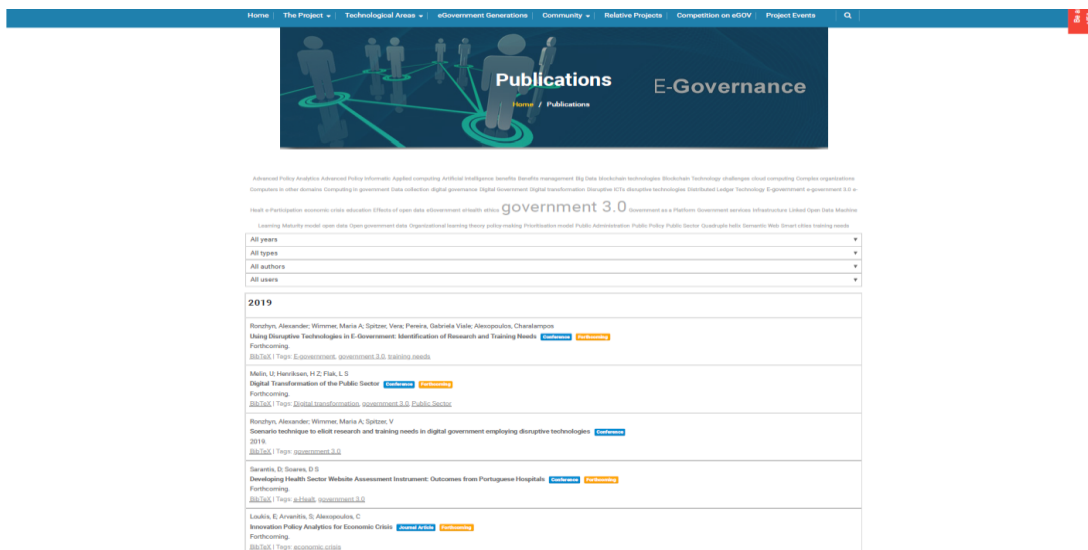 Home The Project Technological Areas eGovernment Generations Community Relative Projects Competition on eGOV Project Events
Publications
E-Governance
Home / Publications
Advanced Policy Analytics Advanced Policy Informatic Applied computing Artificial Intelligence benefits Benefits management Big Data blockchain technologies Blockchain Technology challenges cloud computing Complex organisations
Computers in other domains Computing in government Data collection digital governance Digital Government Digital transformation Disruptive ICTs disruptive technologies Distributed Ledger Technology E-government e-government 3.0 e-
Healt e-Participation economic crisis education Effects of open data eGovernment eHealth ethics government 3.0 Government as a Platform Government services Infrastructure Linked Open Data Machine
Learning Maturity model open data Open government data Organizational learning theory policy making Prioritisation model Public Administration Public Policy Public Sector Quadruple helix Semantic Web Smart cities training needs
All years
All types
All authors
All users
2019
Ronzhyn, Alexander; Wimmer, Maria A; Spitzer, Vera; Pereira, Gabriela Viale; Alexopoulos, Charalampos
Using Disruptive Technologies in E-Government: Identification of Research and Training Needs Conference Forthcoming
Forthcoming.
BibTeX | Tags: E-government, government 3.0, training needs
Melin, U; Henriksen, H Z; Flak, L S
Digital Transformation of the Public Sector Conference Forthcoming
Forthcoming.
BibTeX | Tags: Digital transformation, government 3.0, Public Sector
Ronzhyn, Alexander; Wimmer, Maria A; Spitzer, V
Scenario technique to elicit research and training needs in digital government employing disruptive technologies Conference
2019.
BibTeX | Tags: government 3.0
Sarantis, D; Soares, D S
Developing Health Sector Website Assessment Instrument: Outcomes from Portuguese Hospitals Conference Forthcoming
Forthcoming.
BibTeX | Tags: e-Healt, government 3.0
Loukis, E; Arvanitis, S; Alexopoulos, C
Innovation Policy Analytics for Economic Crisis Journal Article Forthcoming
Forthcoming.
BibTeX | Tags: economic crisis